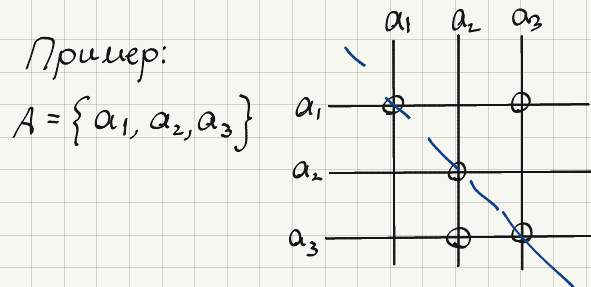 Пример:
A = {a₁, a₂, a₃}
a₁ a₂ a₃
a₁
a₂
a₃